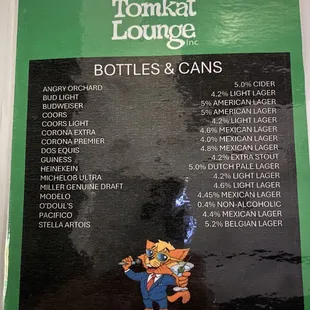 Tomkat
Lounge Inc
BOTTLES & CANS
ANGRY ORCHARD 5.0% CIDER
BUD LIGHT 4.2% LIGHT LAGER
BUDWEISER 5% AMERICAN LAGER
COORS 5% AMERICAN LAGER
COORS LIGHT 4.2% LIGHT LAGER
CORONA EXTRA 4.6% MEXICAN LAGER
CORONA PREMIER 4.0% MEXICAN LAGER
DOS EQUIS 4.8% MEXICAN LAGER
GUINESS 4.2% EXTRA STOUT
HEINEKEIN 5.0% DUTCH PALE LAGER
MICHELOB ULTRA 4.2% LIGHT LAGER
MILLER GENUINE DRAFT 4.6% LIGHT LAGER
MODELO 4.45% MEXICAN LAGER
O'DOUL'S 0.4% NON-ALCOHOLIC
PACIFICO 4.4% MEXICAN LAGER
STELLA ARTOIS 5.2% BELGIAN LAGER